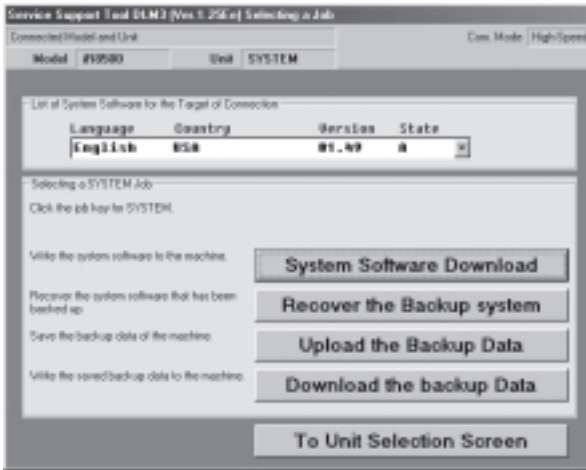 Service Support Tool DLM3 (Ver.1.25En) Selecting a Job
Connected Model and Unit
Com. Mode High Speed
Model Unit SYSTEM
List of System Software for the Target of Connection
Language Country Version State
English USA 01.49 A
Selecting a SYSTEM Job
Click the job key for SYSTEM.
Write the system software to the machine.
System Software Download
Recover the system software that has been
backed up.
Recover the Backup system
Save the backup data of the machine.
Upload the Backup Data
Write the saved backup data to the machine.
Download the backup Data
To Unit Selection Screen